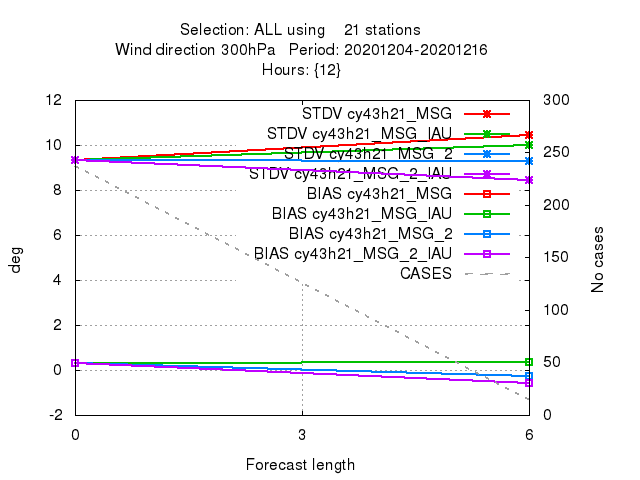 Selection: ALL using 21 stations
Wind direction 300hPa Period: 20201204-20201216
Hours: {12}
STDV cy43h21_MSG
STDV cy43h21_MSG_IAU
STDV cy43h21_MSG_2
STDV cy43h21_MSG_2_IAU
BIAS cy43h21_MSG
BIAS cy43h21_MSG_IAU
BIAS cy43h21_MSG_2
BIAS cy43h21_MSG_2_IAU
CASES
12
10
8
6
4
2
0
-2
deg
300
250
200
150
100
50
0
No cases
0 3 6
Forecast length